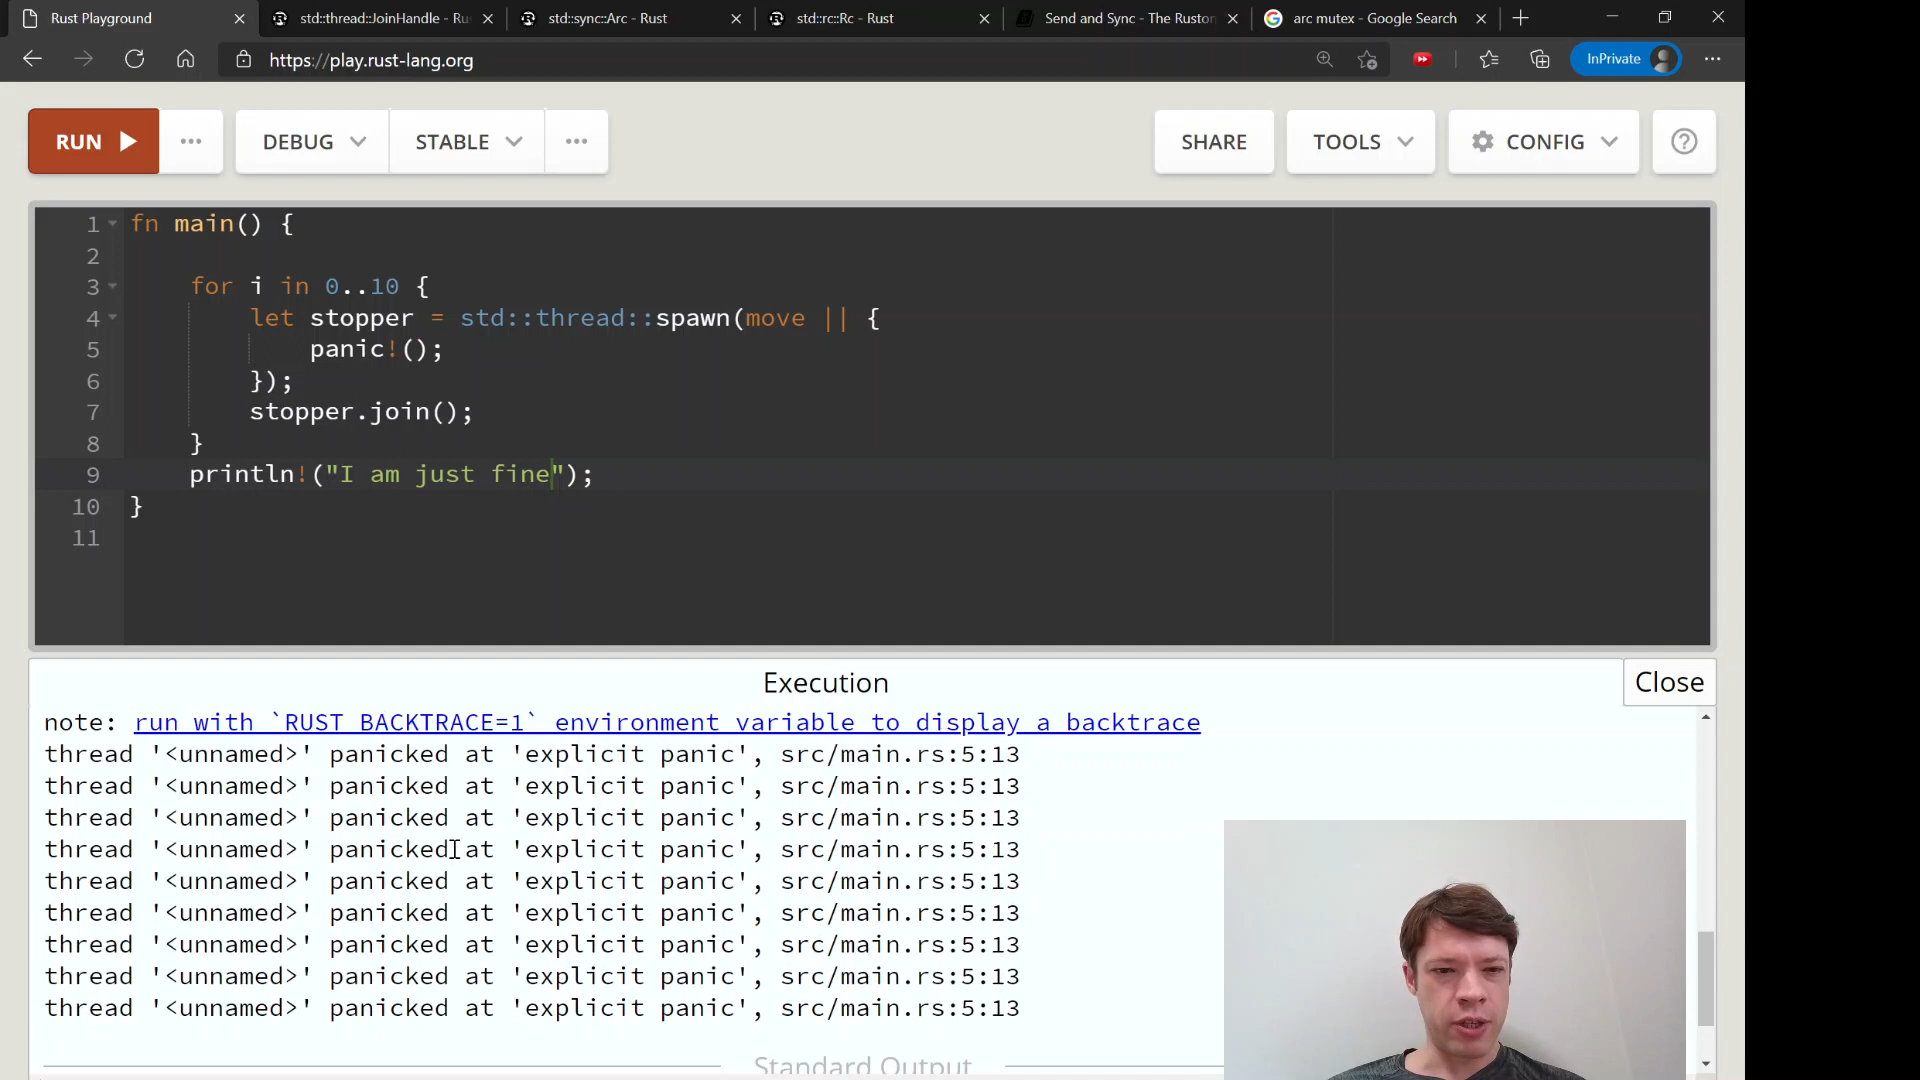 Rust Playground
std::thread::JoinHandle - Ru
std::sync::Arc - Rust
std::rc::Rc - Rust
Send and Sync - The Ruston
arc mutex - Google Search
https://play.rust-lang.org
InPrivate
RUN
DEBUG
STABLE
SHARE
TOOLS
CONFIG
1 fn main() {
2
3 for i in 0..10 {
4 let stopper = std::thread::spawn(move || {
5 panic!();
6 });
7 stopper.join();
8 }
9 println!("I am just fine");
10 }
11
Execution
Close
note: run with `RUST_BACKTRACE=1` environment variable to display a backtrace
thread '<unnamed>' panicked at 'explicit panic', src/main.rs:5:13
thread '<unnamed>' panicked at 'explicit panic', src/main.rs:5:13
thread '<unnamed>' panicked at 'explicit panic', src/main.rs:5:13
thread '<unnamed>' panicked at 'explicit panic', src/main.rs:5:13
thread '<unnamed>' panicked at 'explicit panic', src/main.rs:5:13
thread '<unnamed>' panicked at 'explicit panic', src/main.rs:5:13
thread '<unnamed>' panicked at 'explicit panic', src/main.rs:5:13
thread '<unnamed>' panicked at 'explicit panic', src/main.rs:5:13
thread '<unnamed>' panicked at 'explicit panic', src/main.rs:5:13
Standard Output